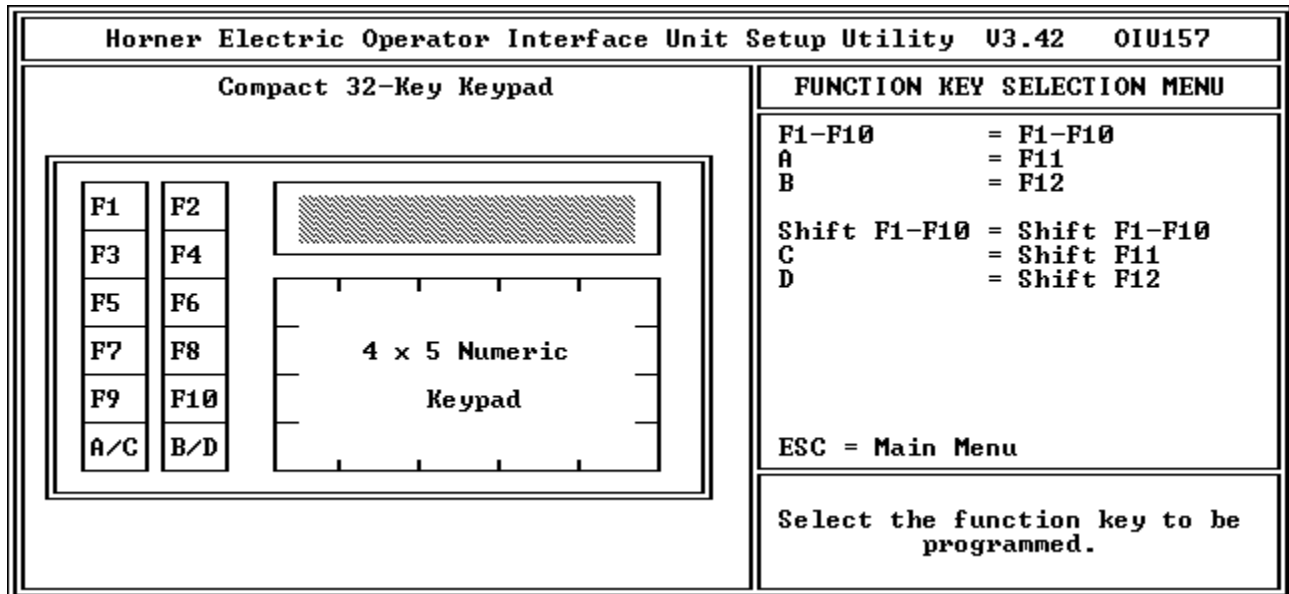 Horner Electric Operator Interface Unit Setup Utility V3.42 OIU157
Compact 32-Key Keypad
F1 F2
F3 F4
F5 F6
F7 F8
F9 F10
A/C B/D
4 x 5 Numeric
Keypad
FUNCTION KEY SELECTION MENU
F1-F10 = F1-F10
A = F11
B = F12
Shift F1-F10 = Shift F1-F10
C = Shift F11
D = Shift F12
ESC = Main Menu
Select the function key to be
programmed.